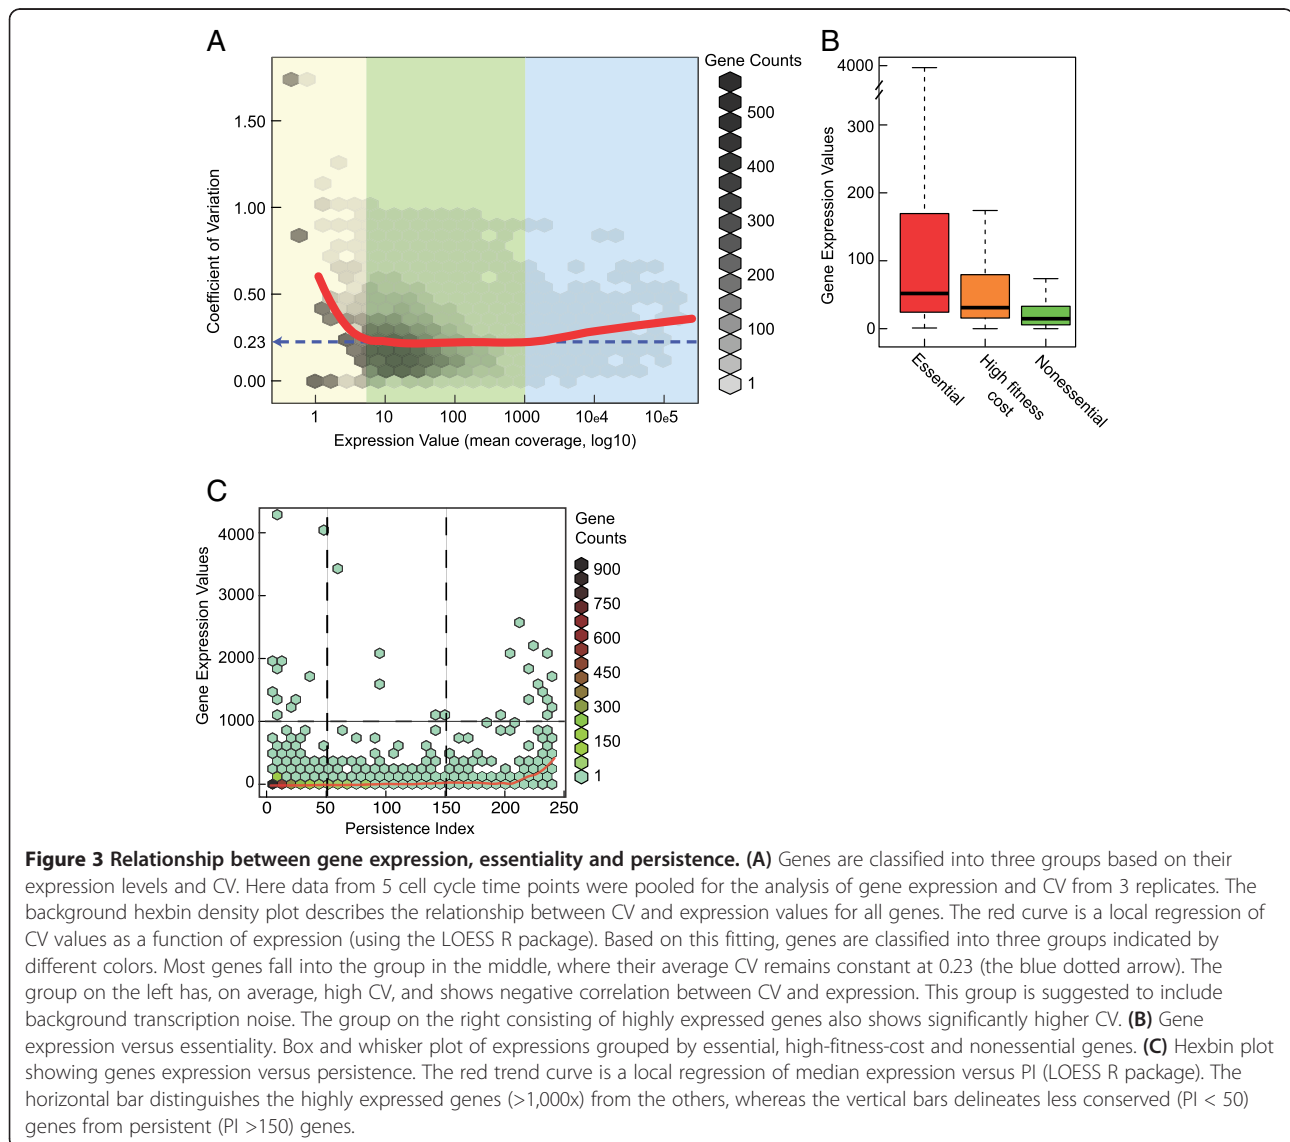 A
B
Gene Counts
500
400
300
200
100
1
Coefficient of Variation
1.50
1.00
0.50
0.23
0.00
1
10
100
1000
10e4
10e5
Expression Value (mean coverage, log10)
Gene Expression Values
4000
300
200
100
0
Essential
High fitness
cost
Nonessential
C
Gene Expression Values
4000
3000
2000
1000
0
0
50
100
150
200
250
Persistence Index
Gene
Counts
900
750
600
450
300
150
1
Figure 3 Relationship between gene expression, essentiality and persistence. (A) Genes are classified into three groups based on their
expression levels and CV. Here data from 5 cell cycle time points were pooled for the analysis of gene expression and CV from 3 replicates. The
background hexbin density plot describes the relationship between CV and expression values for all genes. The red curve is a local regression of
CV values as a function of expression (using the LOESS R package). Based on this fitting, genes are classified into three groups indicated by
different colors. Most genes fall into the group in the middle, where their average CV remains constant at 0.23 (the blue dotted arrow). The
group on the left has, on average, high CV, and shows negative correlation between CV and expression. This group is suggested to include
background transcription noise. The group on the right consisting of highly expressed genes also shows significantly higher CV. (B) Gene
expression versus essentiality. Box and whisker plot of expressions grouped by essential, high-fitness-cost and nonessential genes. (C) Hexbin plot
showing genes expression versus persistence. The red trend curve is a local regression of median expression versus PI (LOESS R package). The
horizontal bar distinguishes the highly expressed genes (>1,000x) from the others, whereas the vertical bars delineates less conserved (PI < 50)
genes from persistent (PI >150) genes.